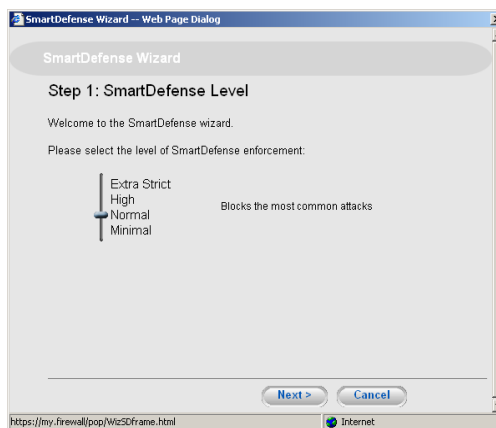 SmartDefense Wizard -- Web Page Dialog
SmartDefense Wizard
Step 1: SmartDefense Level
Welcome to the SmartDefense wizard.
Please select the level of SmartDefense enforcement:
Extra Strict
High
Normal
Minimal
Blocks the most common attacks
Next >
Cancel
https://my.firewall/pop/WizSDframe.html
Internet